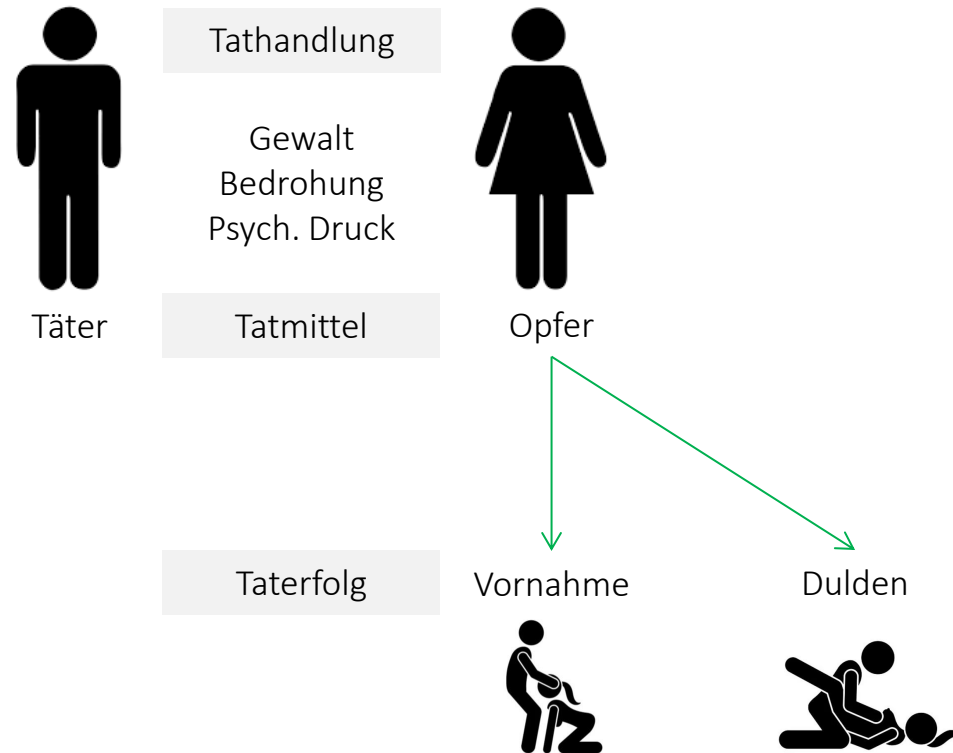 Tathandlung
Gewalt
Bedrohung
Psych. Druck
Täter
Tatmittel
Opfer
Taterfolg
Vornahme
Dulden